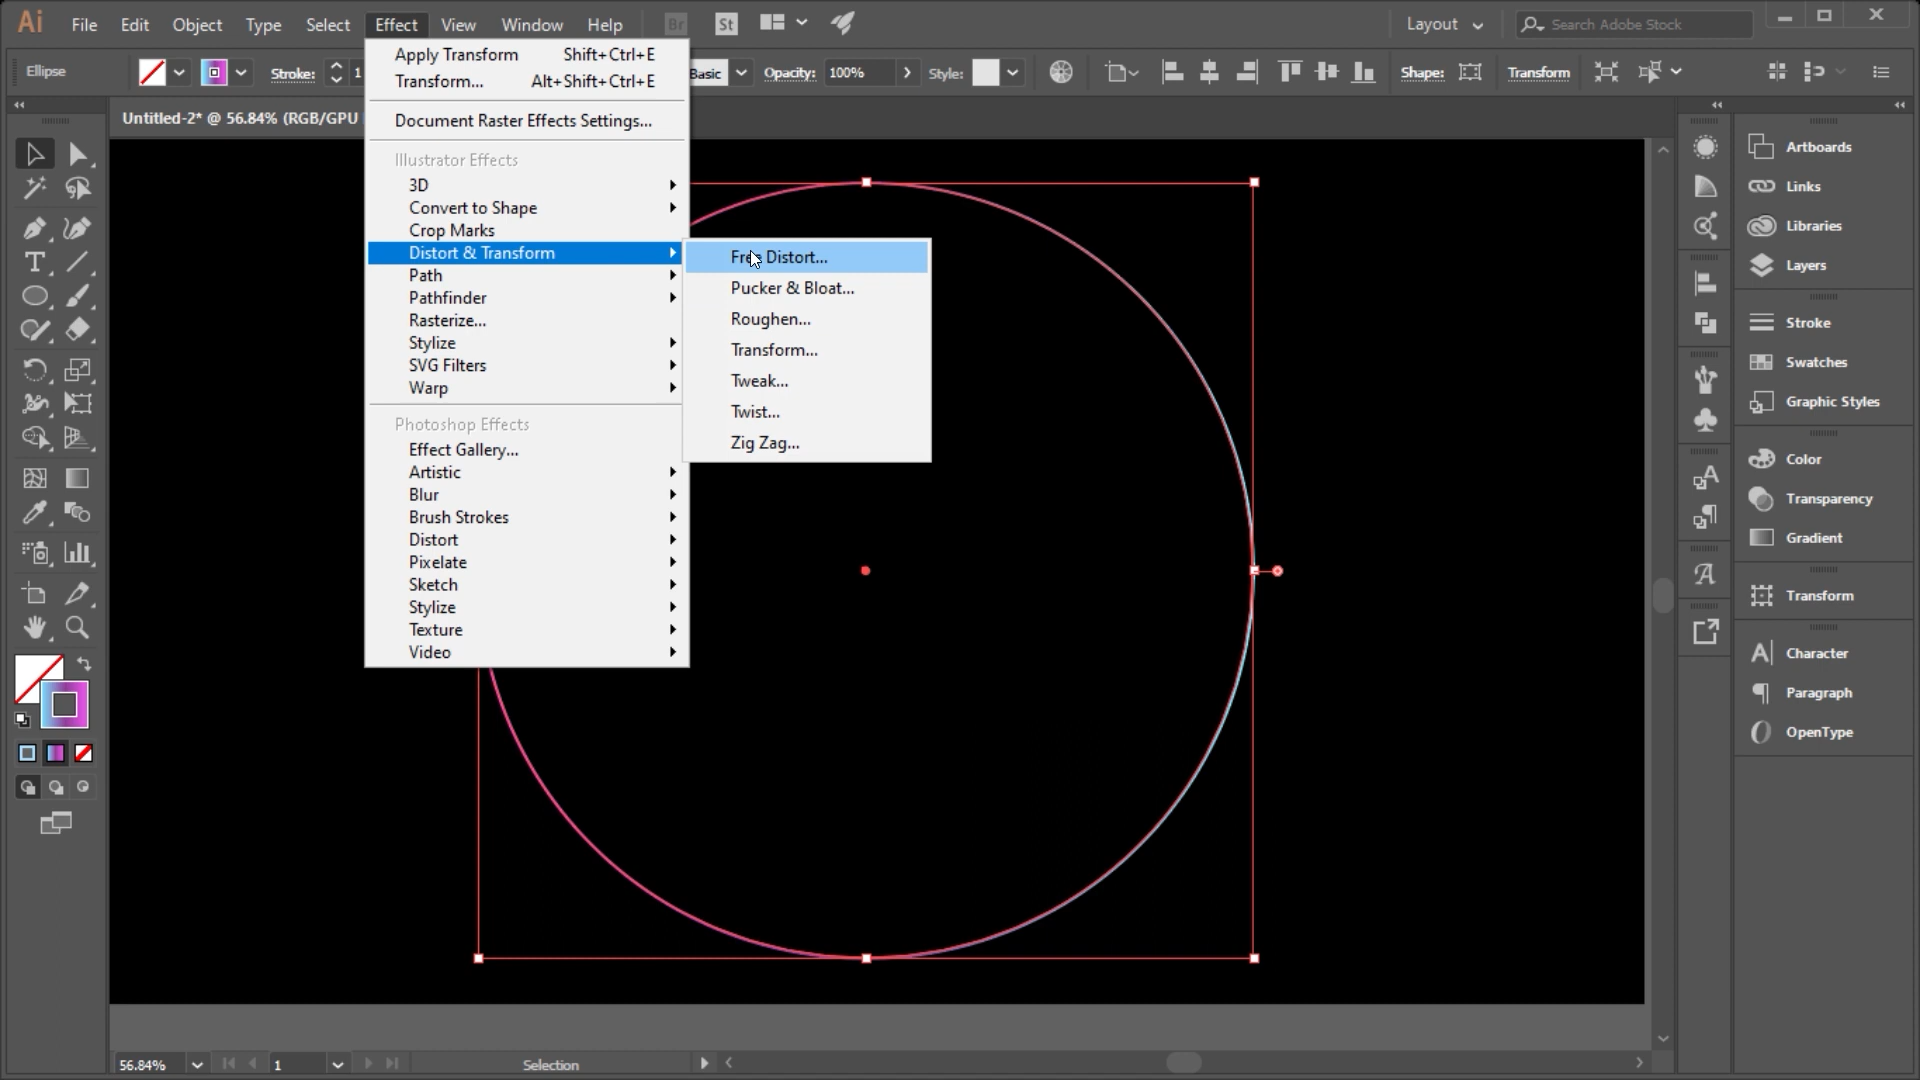 Ai File Edit Object Type Select Effect View Window Help Br St Layout Search Adobe Stock
Ellipse Stroke: 1 Basic Opacity: 100% Style: Shape: Transform
Untitled-2* @ 56.84% (RGB/GPU
Apply Transform Shift+Ctrl+E
Transform... Alt+Shift+Ctrl+E
Document Raster Effects Settings...
Illustrator Effects
3D
Convert to Shape
Crop Marks
Distort & Transform
Path
Pathfinder
Rasterize...
Stylize
SVG Filters
Warp
Photoshop Effects
Effect Gallery...
Artistic
Blur
Brush Strokes
Distort
Pixelate
Sketch
Stylize
Texture
Video
Free Distort...
Pucker & Bloat...
Roughen...
Transform...
Tweak...
Twist...
Zig Zag...
Artboards
Links
Libraries
Layers
Stroke
Swatches
Graphic Styles
Color
Transparency
Gradient
Transform
Character
Paragraph
OpenType
56.84% 1 Selection